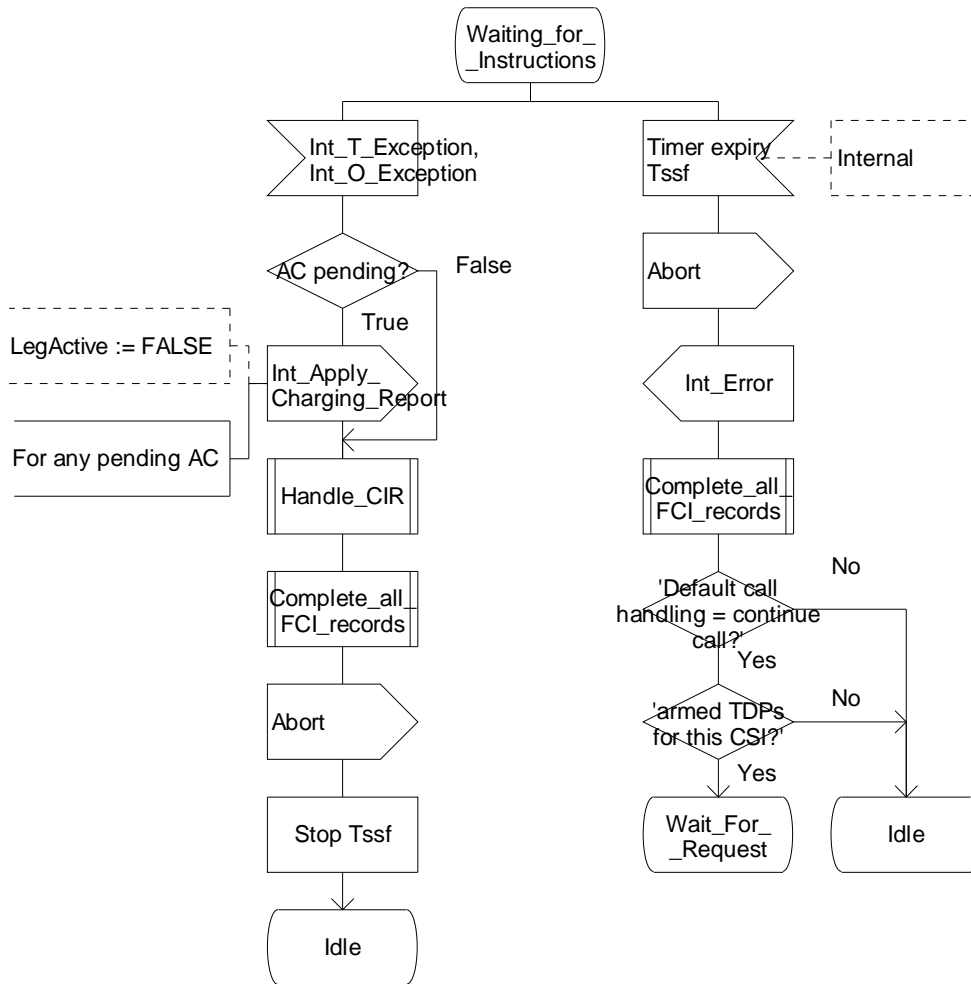 Waiting_for_
_Instructions
Int_T_Exception,
Int_O_Exception
Timer expiry
Tssf
Internal
AC pending?
False
True
Abort
LegActive := FALSE
Int_Apply_
Charging_Report
Int_Error
For any pending AC
Handle_CIR
Complete_all_
FCI_records
No
'Default call
handling = continue
call?'
Yes
Complete_all_
FCI_records
Abort
'armed TDPs
for this CSI?'
No
Yes
Stop Tssf
Wait_For_
_Request
Idle
Idle